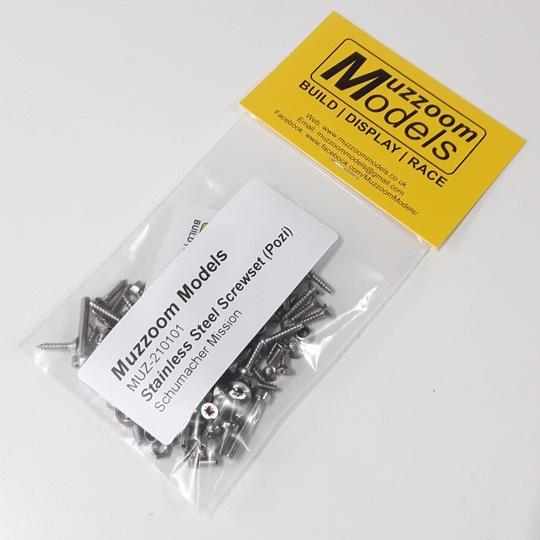 Muzzoom
Models
BUILD | DISPLAY | RACE
Web: www.muzzoommodels.co.uk
Email: muzzoommodels@gmail.com
Facebook: www.facebook.com/MuzzoomModels/
BUILD
Muzzoom Models
MUZ-210101
Stainless Steel Screwset (Pozi)
Schumacher Mission